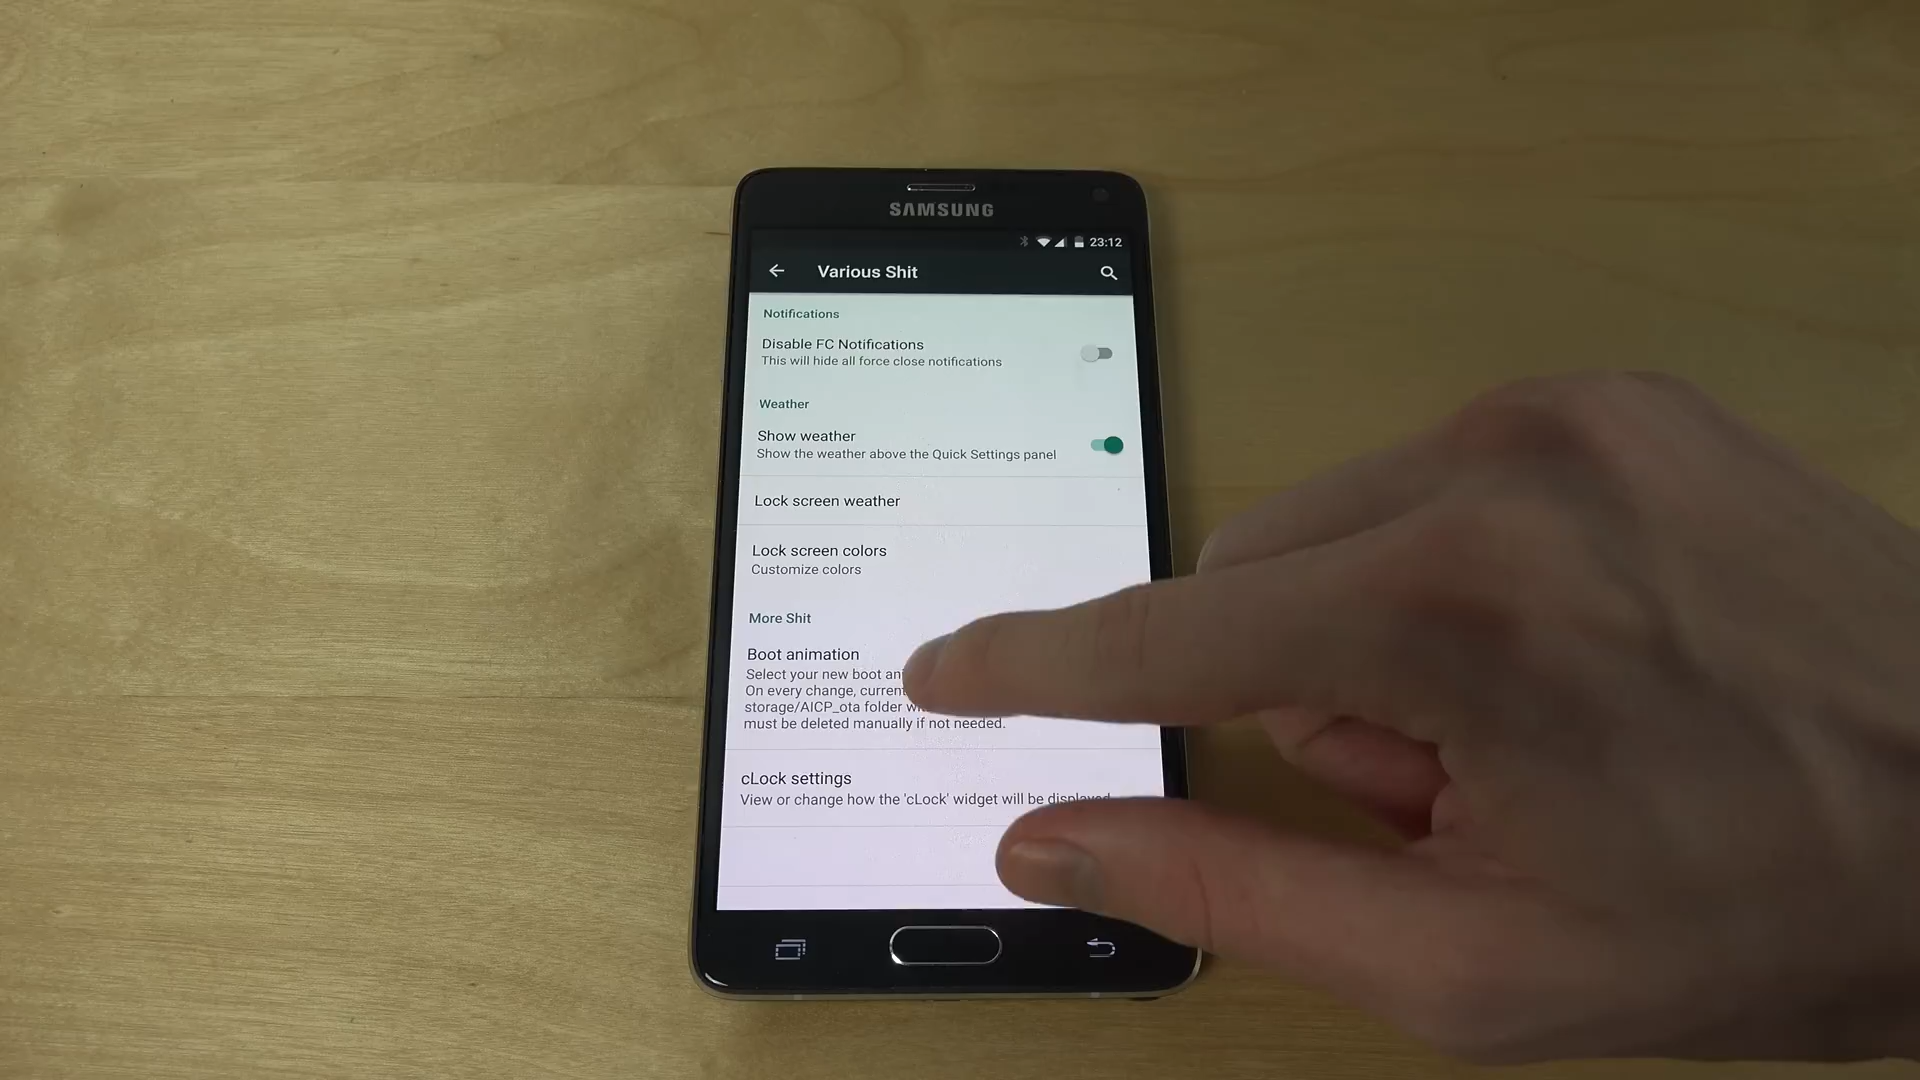 SAMSUNG
23:12
Various Shit
Notifications
Disable FC Notifications
This will hide all force close notifications
Weather
Show weather
Show the weather above the Quick Settings panel
Lock screen weather
Lock screen colors
Customize colors
More Shit
Boot animation
Select your new boot
On every change, current
storage/AICP_ota folder
must be deleted manually if not needed.
cLock settings
View or change how the 'cLock' widget will be displayed